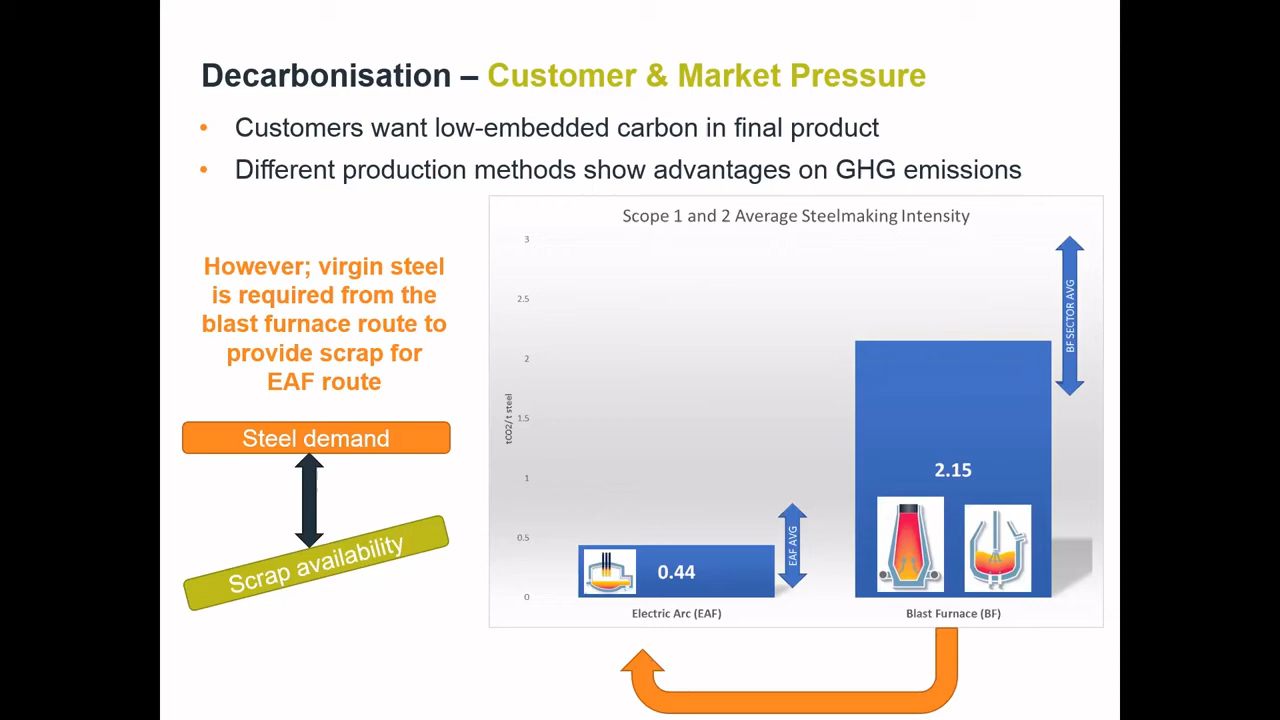 Decarbonisation – Customer & Market Pressure
• Customers want low-embedded carbon in final product
• Different production methods show advantages on GHG emissions
However; virgin steel
is required from the
blast furnace route to
provide scrap for
EAF route
Steel demand
Scrap availability
Scope 1 and 2 Average Steelmaking Intensity
tCO2/ t steel
3
2.5
2
1.5
1
0.5
0
0.44
EAF AVG
2.15
BF SECTOR AVG
Electric Arc (EAF)
Blast Furnace (BF)